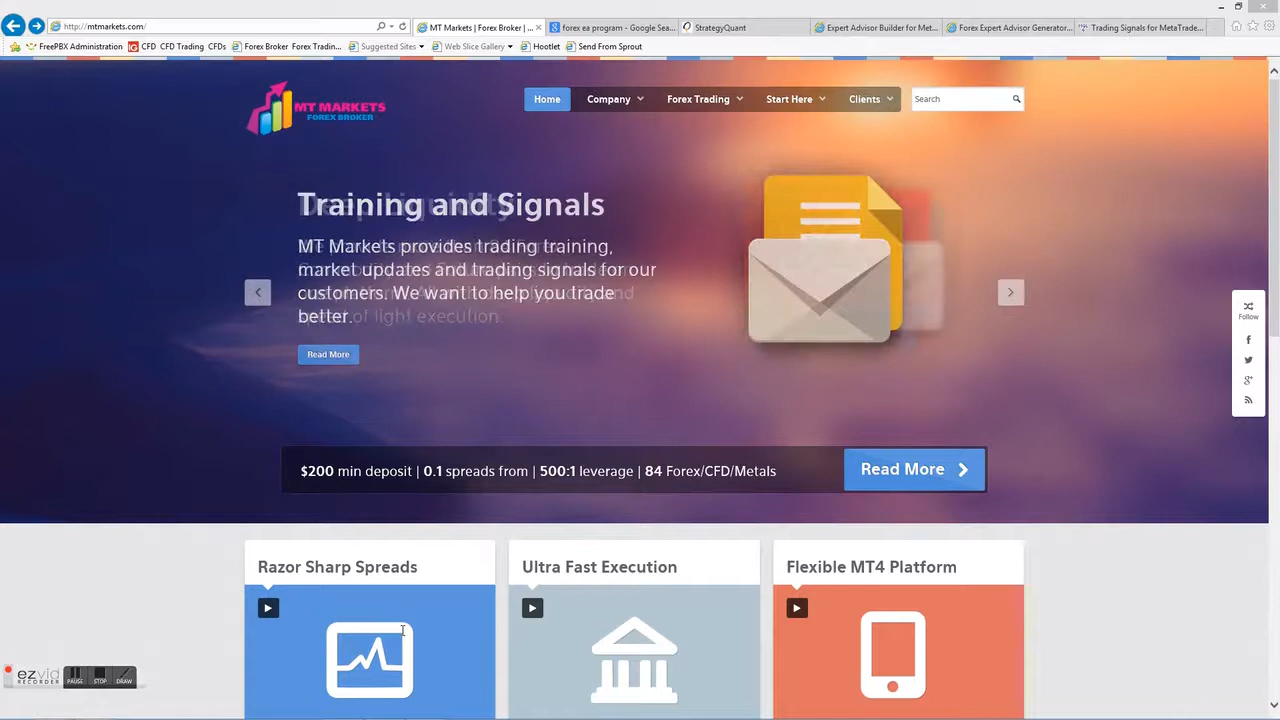 http://mtmarkets.com/
MT Markets | Forex Broker | ...
forex ea program - Google Sea...
StrategyQuant
Expert Advisor Builder for Met...
Forex Expert Advisor Generator...
Trading Signals for MetaTrade...
FreePBX Administration
CFD CFD Trading CFDs
Forex Broker Forex Tradin...
Suggested Sites
Web Slice Gallery
Hootlet
Send From Sprout
MT MARKETS
FOREX BROKER
Home
Company
Forex Trading
Start Here
Clients
Search
Training and Signals
MT Markets provides trading training,
market updates and trading signals for our
customers. We want to help you trade
better.
of light execution.
Read More
Follow
$200 min deposit | 0.1 spreads from | 500:1 leverage | 84 Forex/CFD/Metals
Read More
Razor Sharp Spreads
Ultra Fast Execution
Flexible MT4 Platform
ezvid
RECORDER
PAUSE
STOP
DRAW